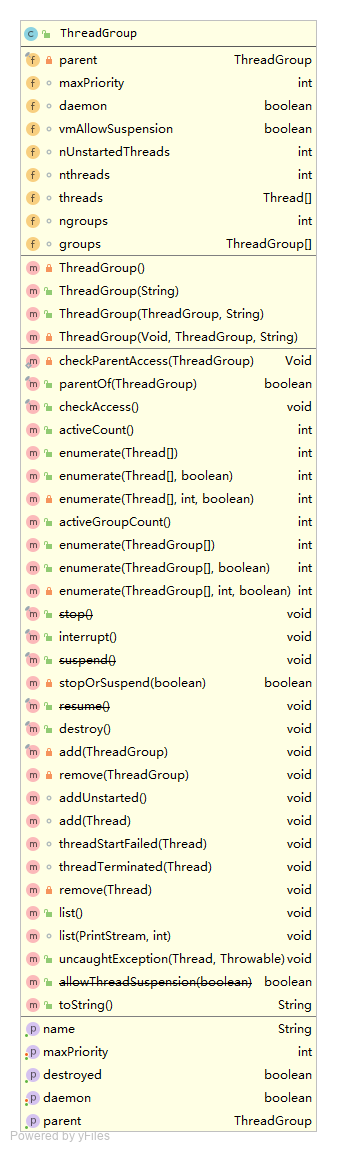 ThreadGroup
parent ThreadGroup
maxPriority int
daemon boolean
vmAllowSuspension boolean
nUnstartedThreads int
nthreads int
threads Thread[]
ngroups int
groups ThreadGroup[]
ThreadGroup()
ThreadGroup(String)
ThreadGroup(ThreadGroup, String)
ThreadGroup(Void, ThreadGroup, String)
checkParentAccess(ThreadGroup) Void
parentOf(ThreadGroup) boolean
checkAccess() void
activeCount() int
enumerate(Thread[]) int
enumerate(Thread[], boolean) int
enumerate(Thread[], int, boolean) int
activeGroupCount() int
enumerate(ThreadGroup[]) int
enumerate(ThreadGroup[], boolean) int
enumerate(ThreadGroup[], int, boolean) int
stop() void
interrupt() void
suspend() void
stopOrSuspend(boolean) boolean
resume() void
destroy() void
add(ThreadGroup) void
remove(ThreadGroup) void
addUnstarted() void
add(Thread) void
threadStartFailed(Thread) void
threadTerminated(Thread) void
remove(Thread) void
list() void
list(PrintStream, int) void
uncaughtException(Thread, Throwable) void
allowThreadSuspension(boolean) boolean
toString() String
name String
maxPriority int
destroyed boolean
daemon boolean
parent ThreadGroup
Powered by yFiles